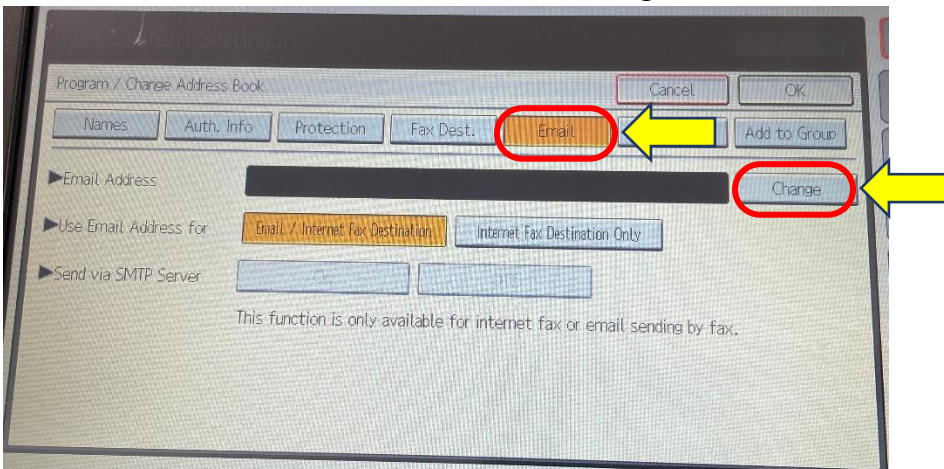 System Settings
Program / Change Address Book
Cancel
OK
Names
Auth. Info
Protection
Fax Dest.
Email
Add to Group
▶Email Address
Change
▶Use Email Address for
Email / Internet Fax Destination
Internet Fax Destination Only
▶Send via SMTP Server
This function is only available for internet fax or email sending by fax.